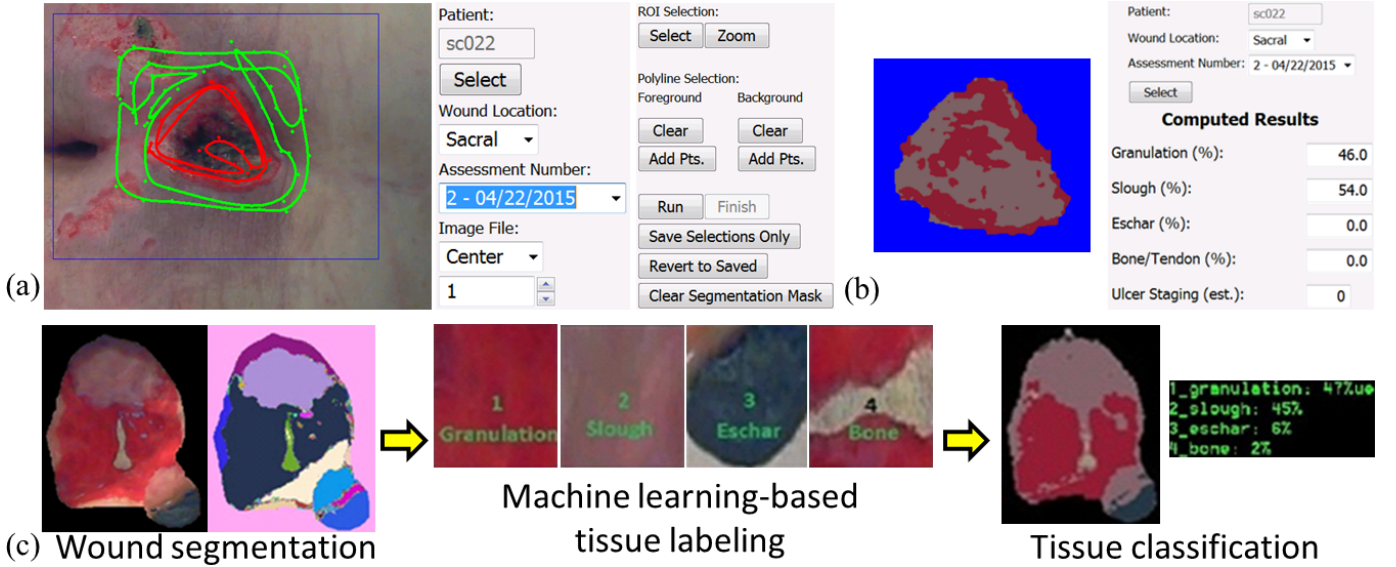 Patient:
sc022
Select
Wound Location:
Sacral
Assessment Number:
2 - 04/22/2015
Image File:
Center
1
ROI Selection:
Select Zoom
Polyline Selection:
Foreground Background
Clear Clear
Add Pts. Add Pts.
Run Finish
Save Selections Only
Revert to Saved
Clear Segmentation Mask
(a)
Patient: sc022
Wound Location: Sacral
Assessment Number: 2 - 04/22/2015
Select
Computed Results
Granulation (%): 46.0
Slough (%): 54.0
Eschar (%): 0.0
Bone/Tendon (%): 0.0
Ulcer Staging (est.): 0
(b)
1
Granulation
2
Slough
3
Eschar
4
Bone
1_granulation: 47%ue
2_slough: 45%
3_eschar: 6%
4_bone: 2%
(c) Wound segmentation
Machine learning-based
tissue labeling
Tissue classification